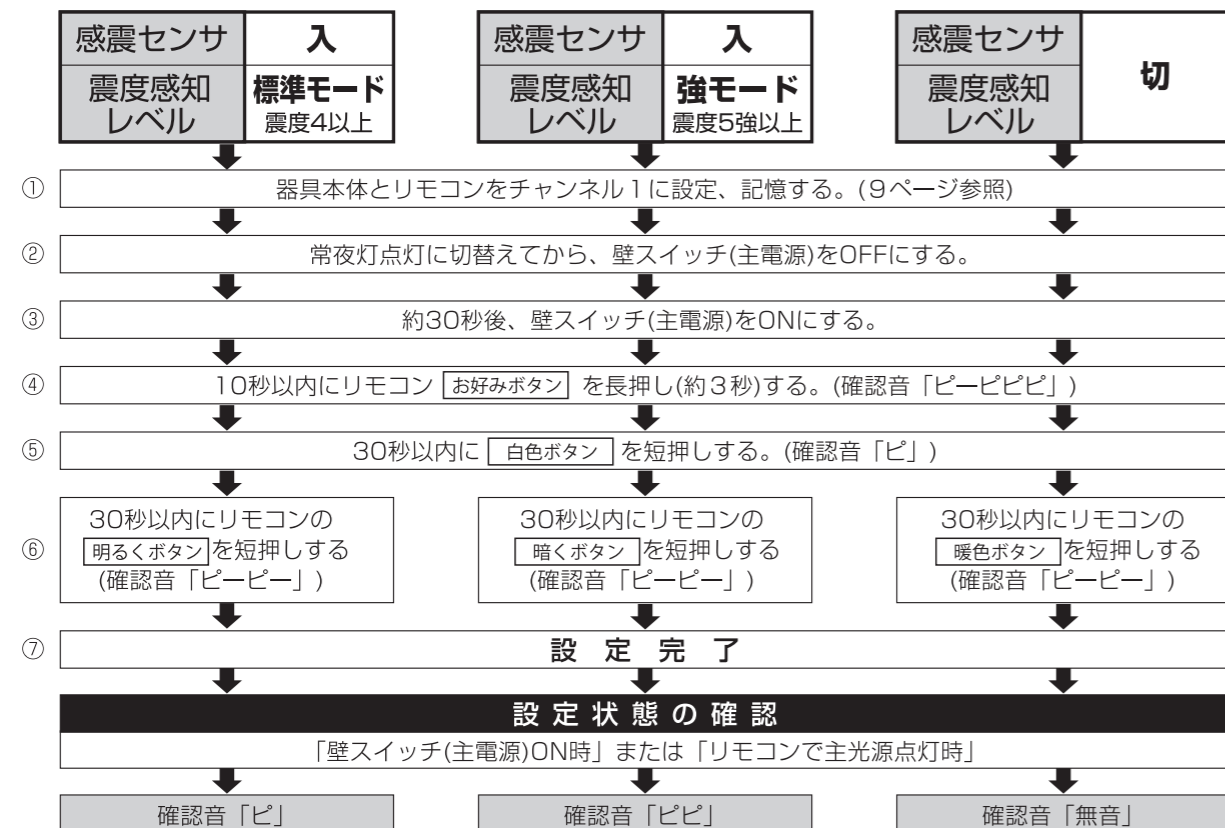 感震センサ 入
震度感知レベル 標準モード 震度4以上
感震センサ 入
震度感知レベル 強モード 震度5強以上
感震センサ 切
震度感知レベル
① 器具本体とリモコンをチャンネル1に設定、記憶する。(9ページ参照)
② 常夜灯点灯に切替えてから、壁スイッチ(主電源)をOFFにする。
③ 約30秒後、壁スイッチ(主電源)をONにする。
④ 10秒以内にリモコン お好みボタン を長押し(約3秒)する。(確認音「ピーピピピ」)
⑤ 30秒以内に 白色ボタン を短押しする。(確認音「ピ」)
⑥
30秒以内にリモコンの
明るくボタン を短押しする
(確認音「ピーピー」)
30秒以内にリモコンの
暗くボタン を短押しする
(確認音「ピーピー」)
30秒以内にリモコンの
暖色ボタン を短押しする
(確認音「ピーピー」)
⑦ 設定完了
設定状態の確認
「壁スイッチ(主電源)ON時」または「リモコンで主光源点灯時」
確認音「ピ」
確認音「ピピ」
確認音「無音」